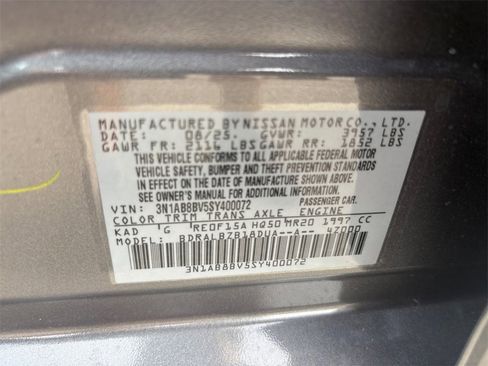 MANUFACTURED BY NISSAN MOTOR CO., LTD.
DATE: 08/25. GVWR: 3957 LBS
GAWR FR: 2116 LBS GAWR RR: 1852 LBS
THIS VEHICLE CONFORMS TO ALL APPLICABLE FEDERAL MOTOR
VEHICLE SAFETY, BUMPER, AND THEFT PREVENTION STANDARDS
IN EFFECT ON THE DATE OF MANUFACTURE SHOWN ABOVE.
SEE OWNER'S MANUAL FOR ADDITIONAL INFORMATION.
VIN: 3N1AB8BV5SY400072 PASSENGER CAR.
COLOR TRIM TRANS AXLE ENGINE
KAD G RE0F15A HQ50 MR20 1997 CC
MODEL: BDRALBZB18DUA--A-- 4Z000
3N1AB8BV5SY400072